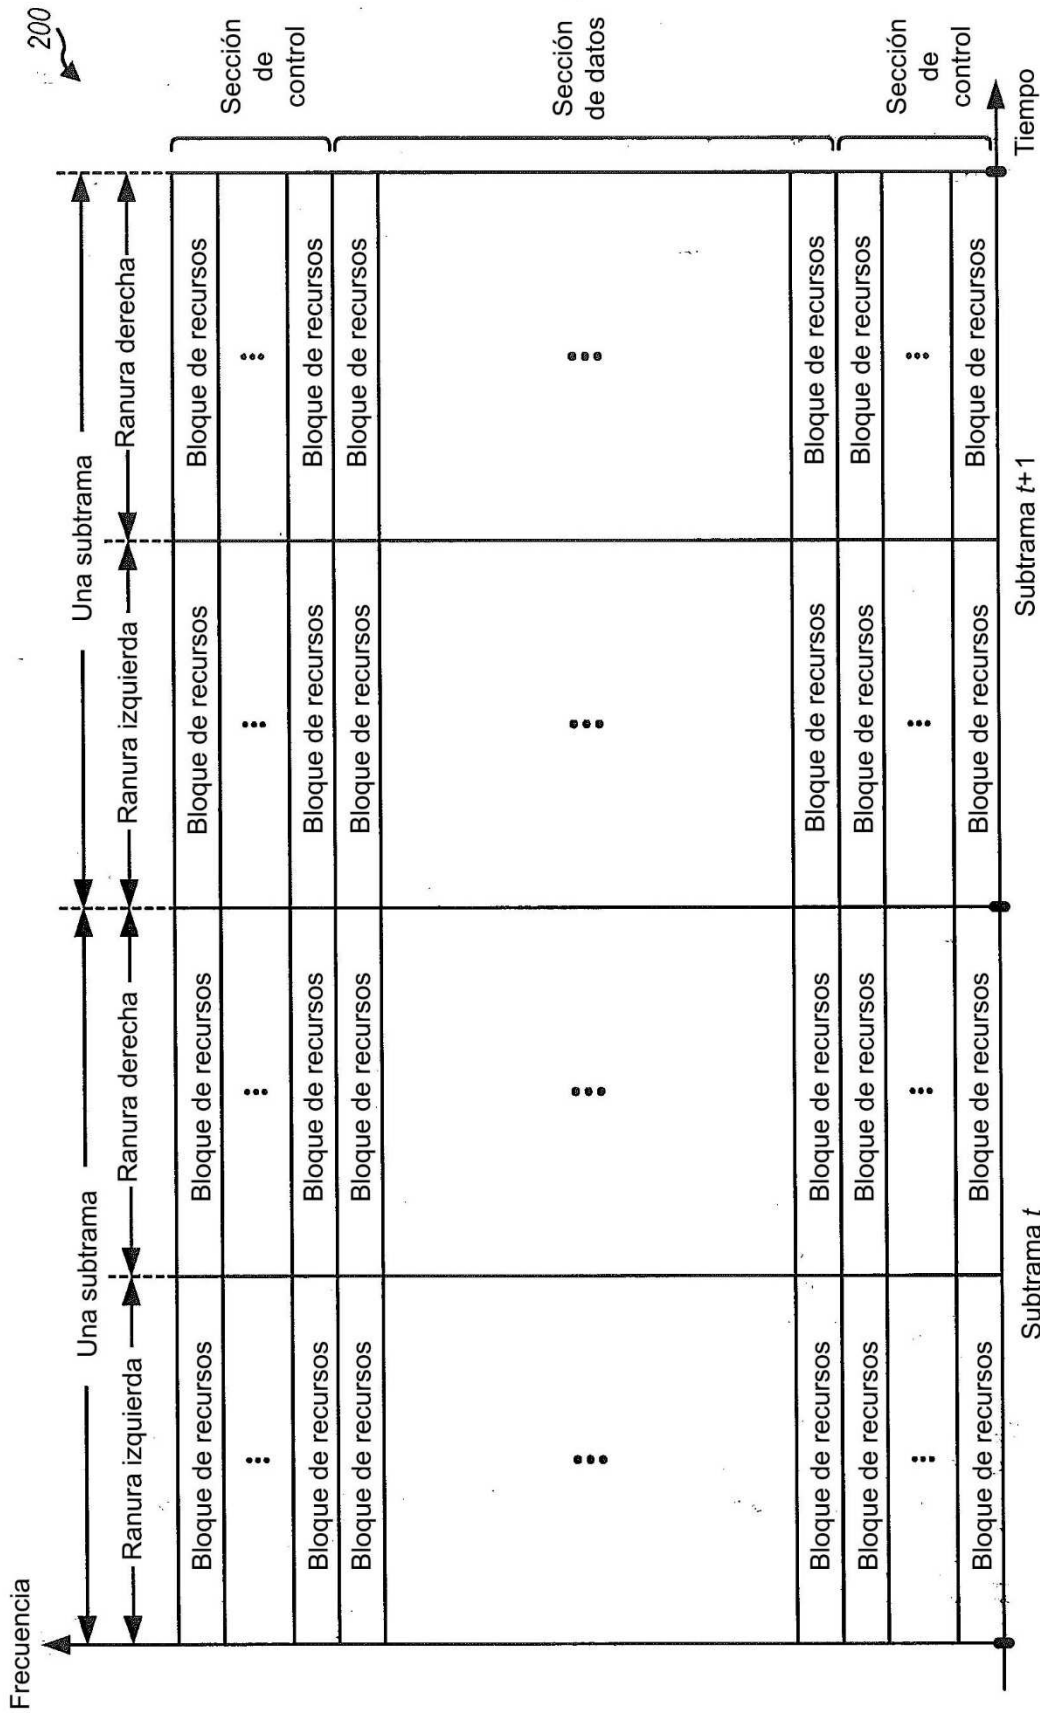 200
Frecuencia
Una subtrama
Una subtrama
Ranura izquierda
Ranura derecha
Ranura izquierda
Ranura derecha
Bloque de recursos
Bloque de recursos
Bloque de recursos
Bloque de recursos
Sección
de
control
...
...
...
...
Bloque de recursos
Bloque de recursos
Bloque de recursos
Bloque de recursos
Bloque de recursos
Bloque de recursos
Bloque de recursos
Bloque de recursos
Sección
de datos
...
...
...
...
Bloque de recursos
Bloque de recursos
Bloque de recursos
Bloque de recursos
Bloque de recursos
Bloque de recursos
Bloque de recursos
Bloque de recursos
Sección
de
control
...
...
...
...
Bloque de recursos
Bloque de recursos
Bloque de recursos
Bloque de recursos
Tiempo
Subtrama t
Subtrama t+1